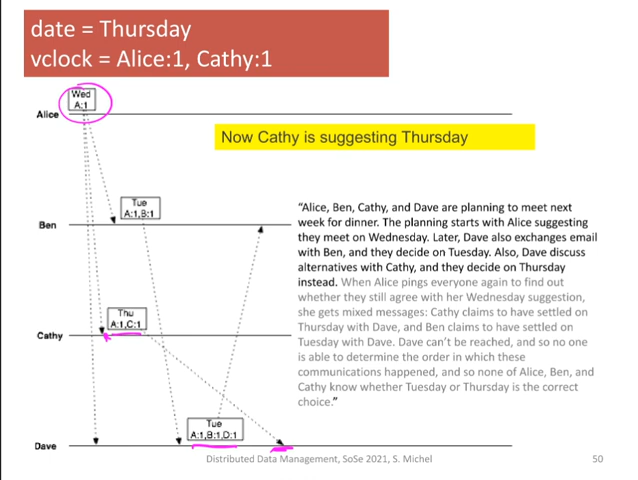 date = Thursday
vclock = Alice:1, Cathy:1
Wed
A:1
Alice
Now Cathy is suggesting Thursday
Tue
A:1,B:1
Ben
Thu
A:1,C:1
Cathy
Tue
A:1,B:1,D:1
Dave
“Alice, Ben, Cathy, and Dave are planning to meet next
week for dinner. The planning starts with Alice suggesting
they meet on Wednesday. Later, Dave also exchanges email
with Ben, and they decide on Tuesday. Also, Dave discuss
alternatives with Cathy, and they decide on Thursday
instead. When Alice pings everyone again to find out
whether they still agree with her Wednesday suggestion,
she gets mixed messages: Cathy claims to have settled on
Thursday with Dave, and Ben claims to have settled on
Tuesday with Dave. Dave can’t be reached, and so no one
is able to determine the order in which these
communications happened, and so none of Alice, Ben, and
Cathy know whether Tuesday or Thursday is the correct
choice.”
Distributed Data Management, SoSe 2021, S. Michel
50